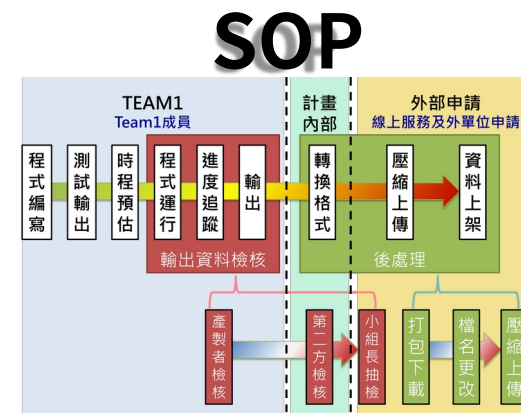 SOP
TEAM1
Team1成員
計畫
內部
外部申請
線上服務及外單位申請
程式編寫
測試輸出
時程預估
程式運行
進度追蹤
輸出
轉換格式
壓縮上傳
資料上架
輸出資料檢核
後處理
產製者檢核
第二方檢核
小組長抽檢
打包下載
檔名更改
壓縮上傳